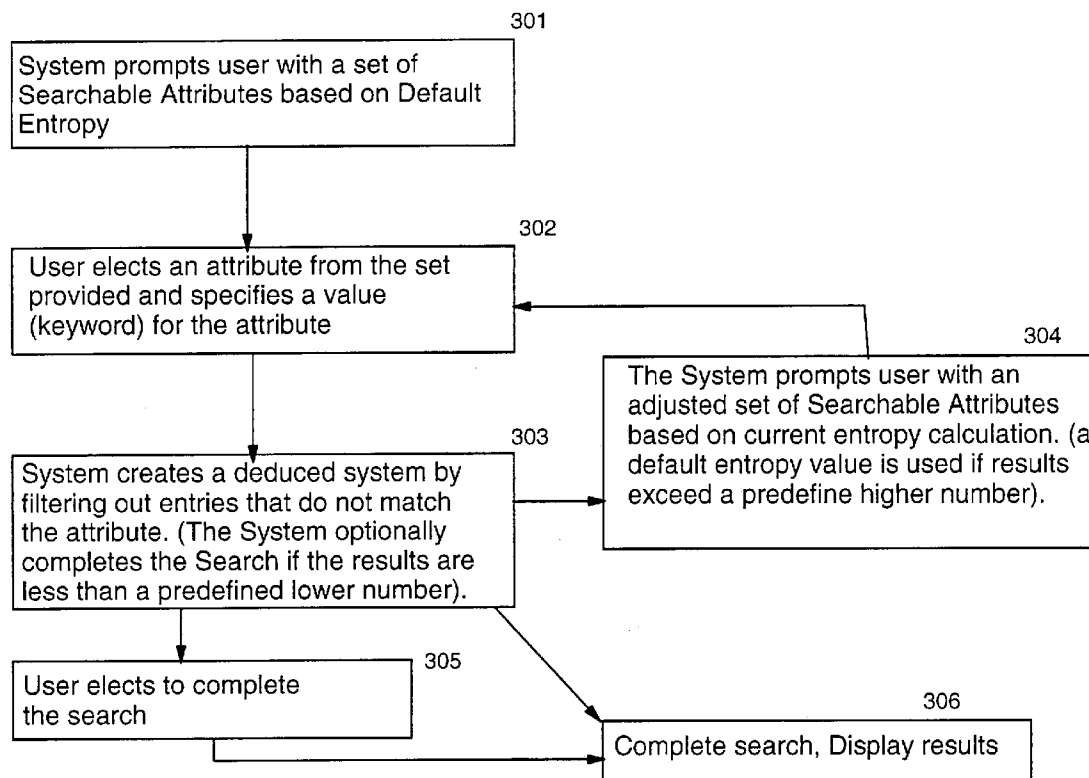 301
System prompts user with a set of
Searchable Attributes based on Default
Entropy
302
User elects an attribute from the set
provided and specifies a value
(keyword) for the attribute
304
The System prompts user with an
adjusted set of Searchable Attributes
based on current entropy calculation. (a
default entropy value is used if results
exceed a predefine higher number).
303
System creates a deduced system by
filtering out entries that do not match
the attribute. (The System optionally
completes the Search if the results are
less than a predefined lower number).
305
User elects to complete
the search
306
Complete search, Display results